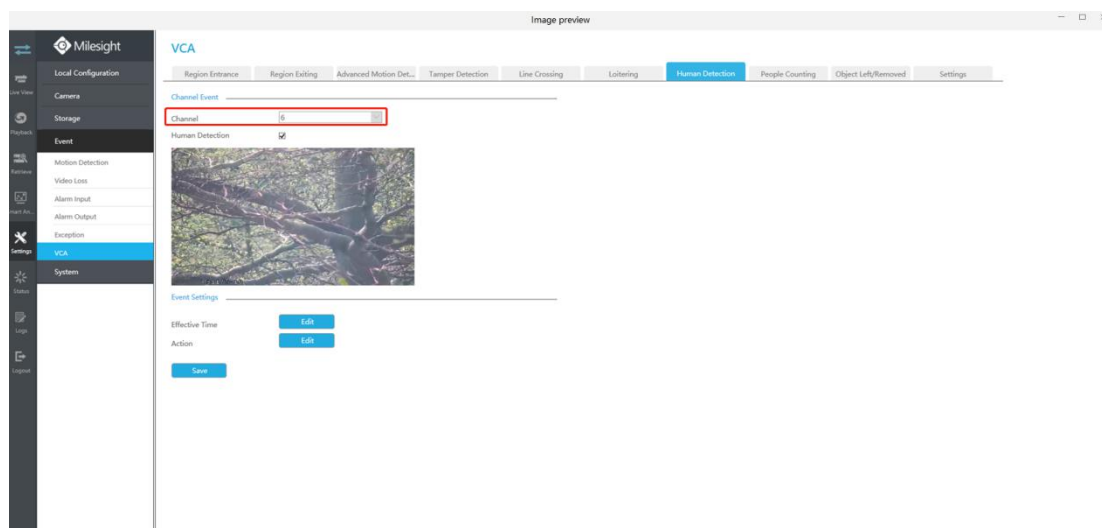 Image preview
Milesight
Live View
Playback
Retrieve
Smart An...
Settings
Status
Logs
Logout
Local Configuration
Camera
Storage
Event
Motion Detection
Video Loss
Alarm Input
Alarm Output
Exception
VCA
System
VCA
Region Entrance Region Exiting Advanced Motion Det... Tamper Detection Line Crossing Loitering Human Detection People Counting Object Left/Removed Settings
Channel Event
Channel 6
Human Detection
Event Settings
Effective Time Edit
Action Edit
Save